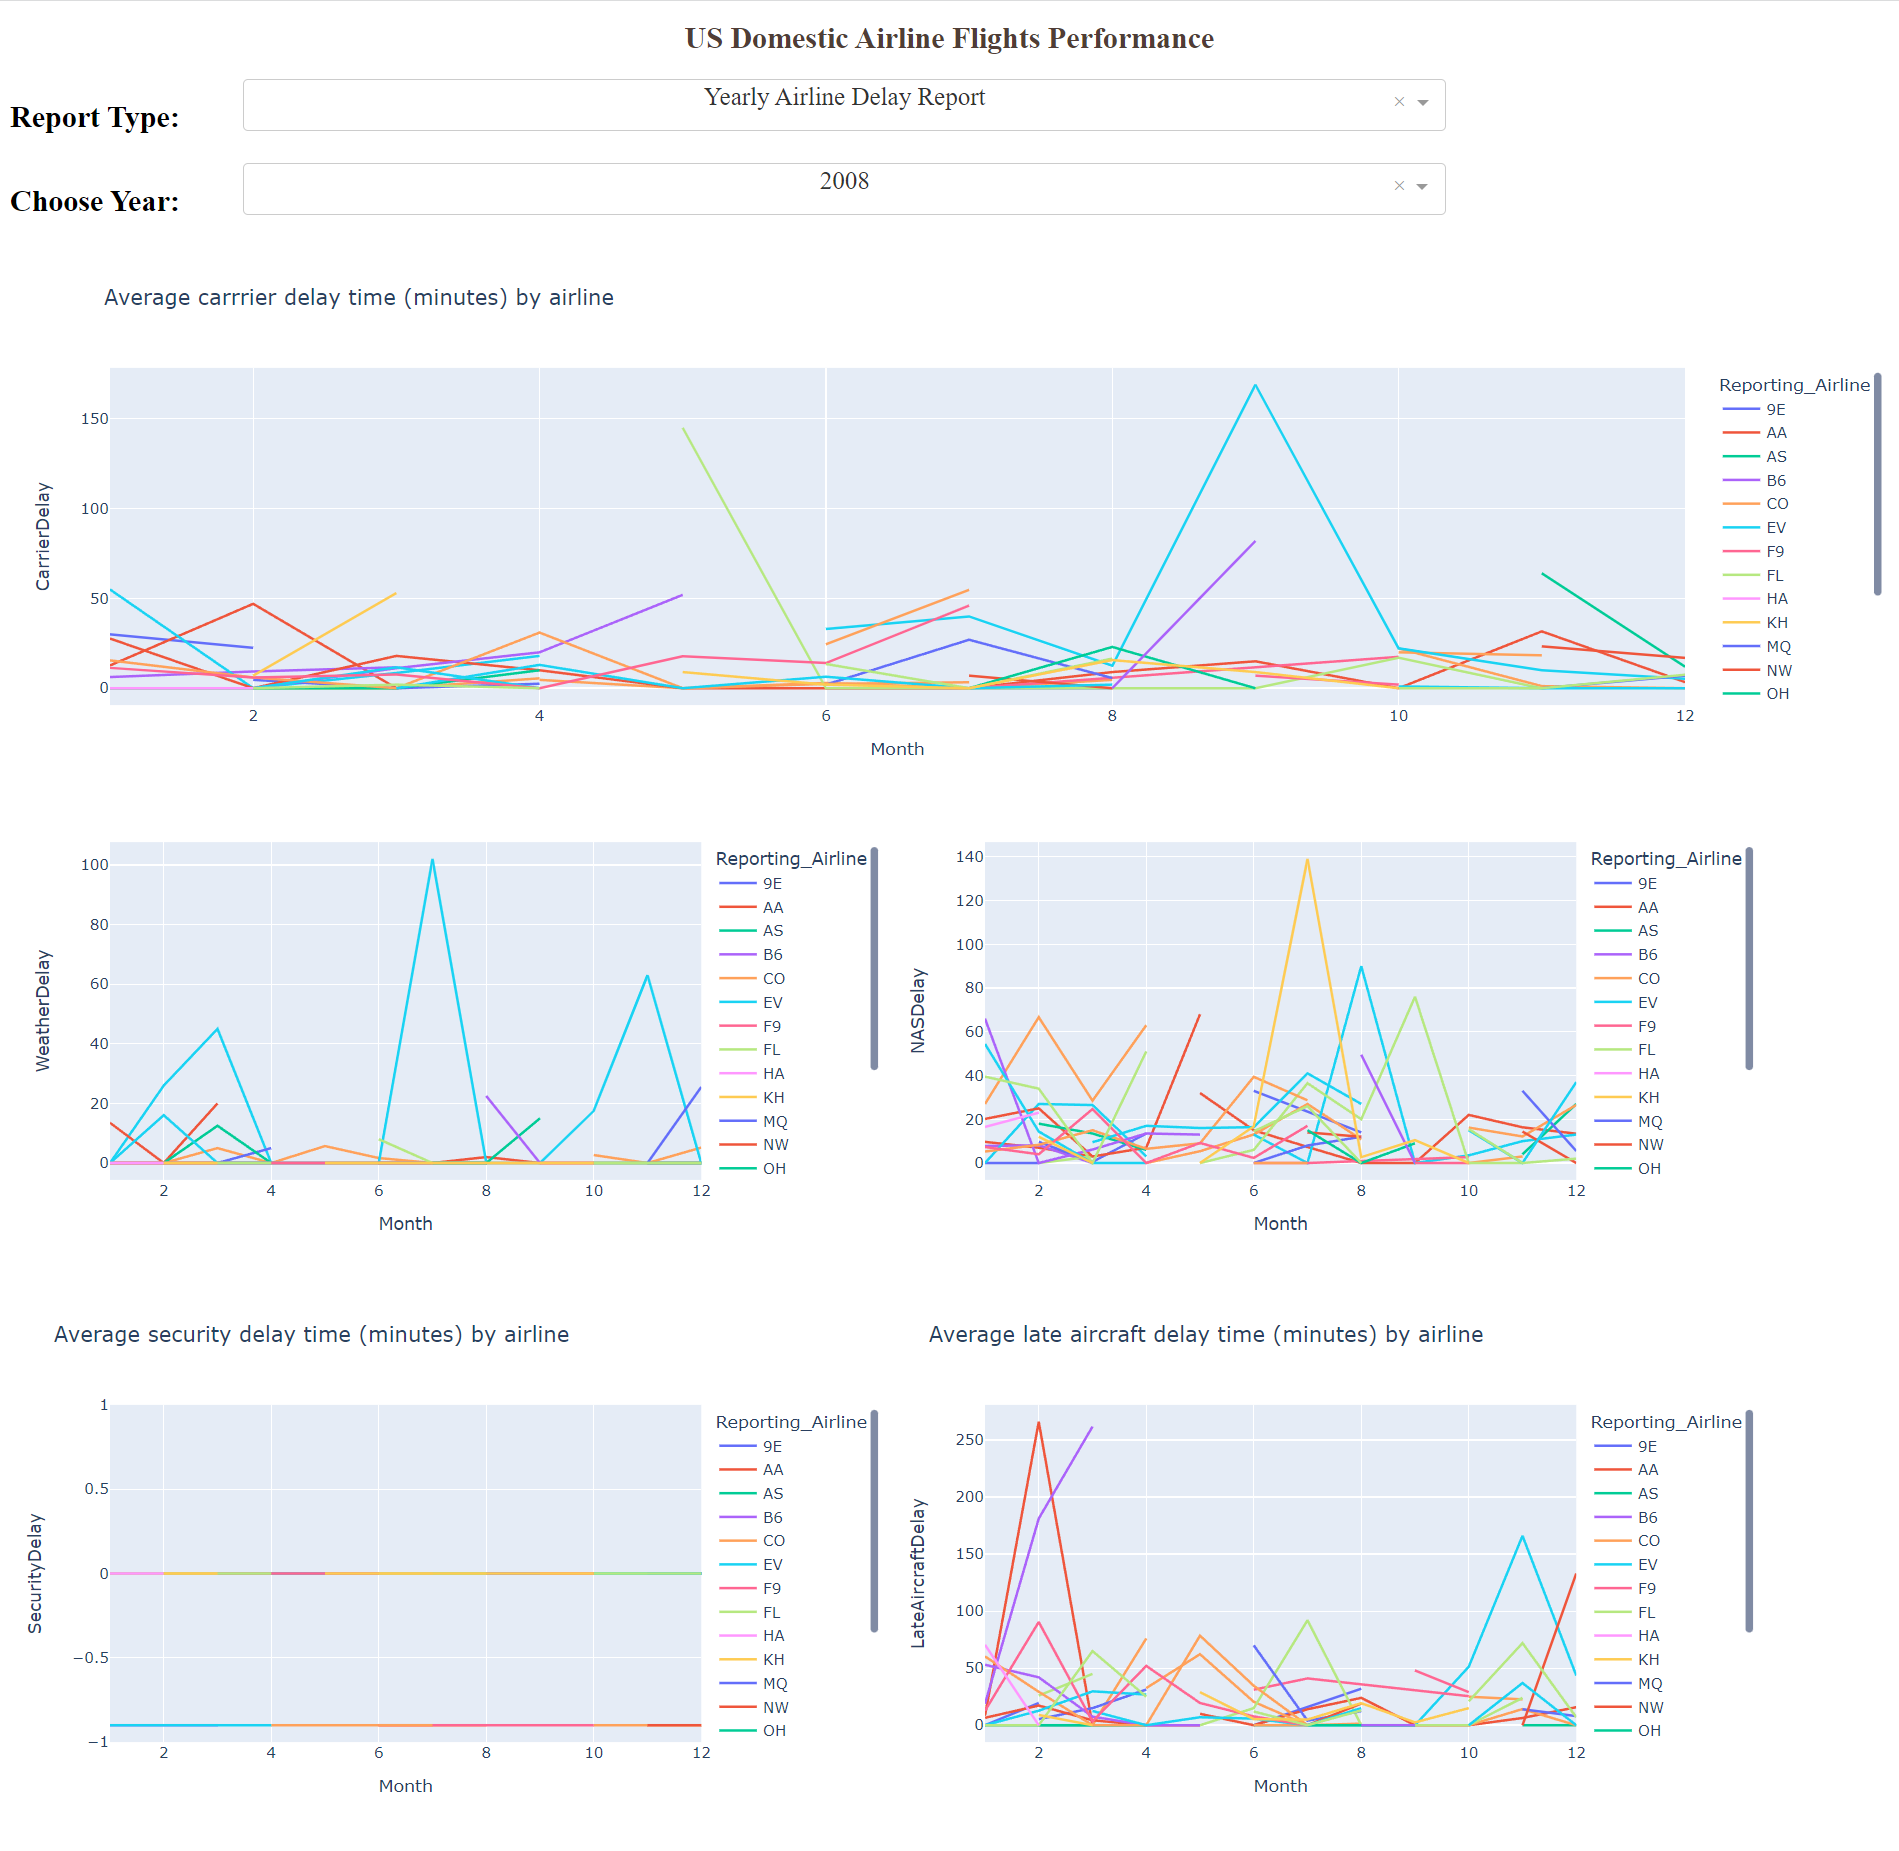 US Domestic Airline Flights Performance
Report Type:
Yearly Airline Delay Report
× 
Choose Year:
2008
×
Average carrrier delay time (minutes) by airline
CarrierDelay
150
100
50
0
2 4 6 8 10 12
Month
Reporting_Airline
9E
AA
AS
B6
CO
EV
F9
FL
HA
KH
MQ
NW
OH
WeatherDelay
100
80
60
40
20
0
2 4 6 8 10 12
Month
Reporting_Airline
9E
AA
AS
B6
CO
EV
F9
FL
HA
KH
MQ
NW
OH
NASDelay
140
120
100
80
60
40
20
0
2 4 6 8 10 12
Month
Reporting_Airline
9E
AA
AS
B6
CO
EV
F9
FL
HA
KH
MQ
NW
OH
Average security delay time (minutes) by airline
SecurityDelay
1
0.5
0
−0.5
−1
2 4 6 8 10 12
Month
Reporting_Airline
9E
AA
AS
B6
CO
EV
F9
FL
HA
KH
MQ
NW
OH
Average late aircraft delay time (minutes) by airline
LateAircraftDelay
250
200
150
100
50
0
2 4 6 8 10 12
Month
Reporting_Airline
9E
AA
AS
B6
CO
EV
F9
FL
HA
KH
MQ
NW
OH